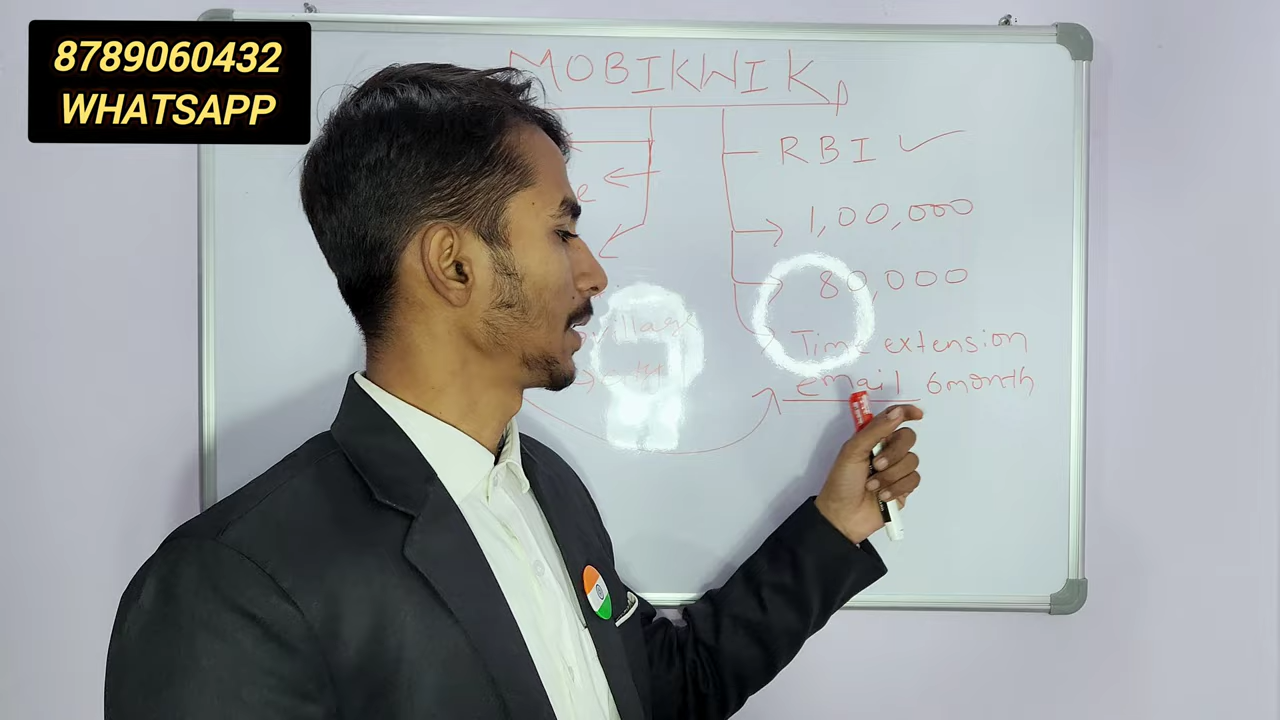 8789060432
WHATSAPP
MOBIKWIK
RBI
1,00,000
80,000
Time extension
email 6month